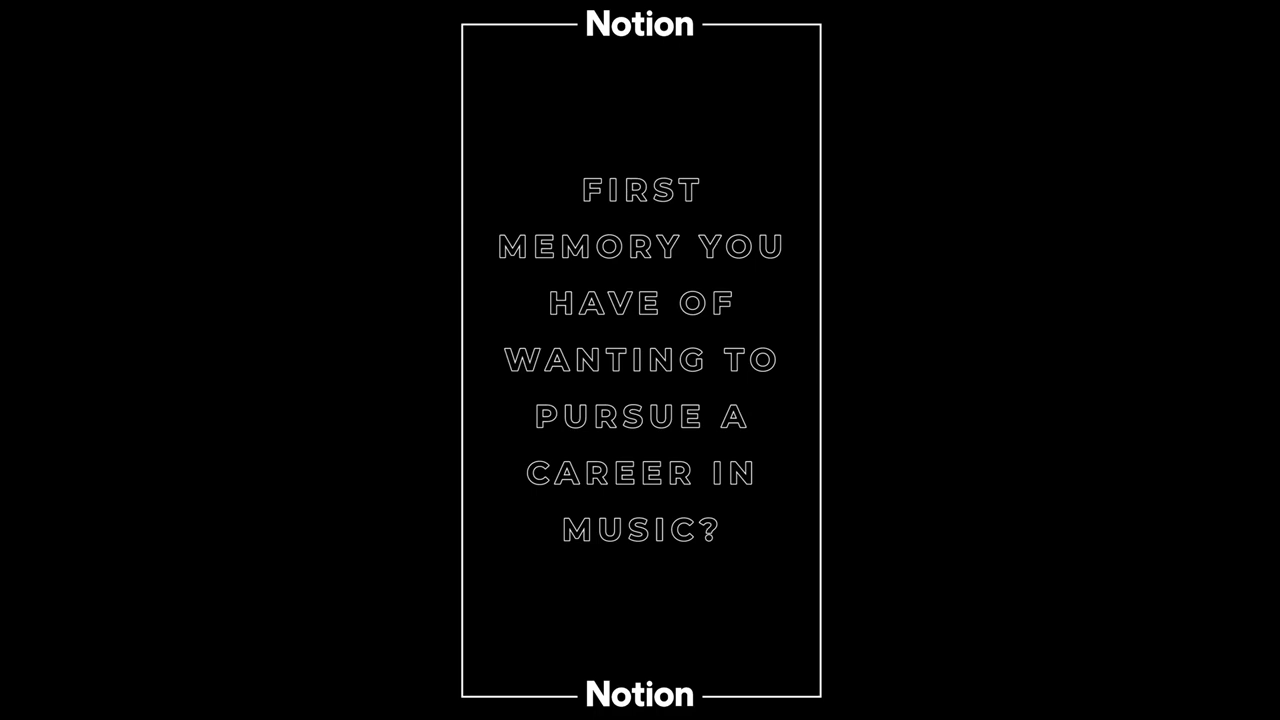 Notion
FIRST
MEMORY YOU
HAVE OF
WANTING TO
PURSUE A
CAREER IN
MUSIC?
Notion